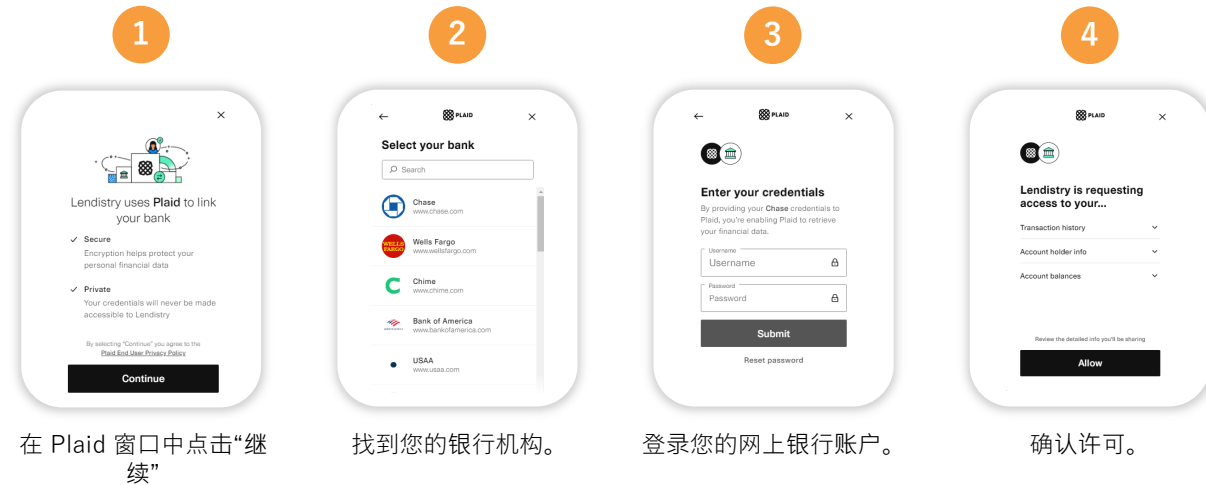 1
2
3
4
Lendistry uses Plaid to link
your bank
Secure
Encryption helps protect your
personal financial data
Private
Your credentials will never be made
accessible to Lendistry
By selecting "Continue" you agree to the
Plaid End User Privacy Policy
Continue
在 Plaid 窗口中点击“继
续”
PLAID
Select your bank
Search
Chase
www.chase.com
WELLS
FARGO
Wells Fargo
www.wellsfargo.com
Chime
www.chime.com
Bank of America
www.bankofamerica.com
USAA
www.usaa.com
找到您的银行机构。
PLAID
Enter your credentials
By providing your Chase credentials to
Plaid, you're enabling Plaid to retrieve
your financial data.
Username
Username
Password
Password
Submit
Reset password
登录您的网上银行账户。
PLAID
Lendistry is requesting
access to your...
Transaction history
Account holder info
Account balances
Review the detailed info you'll be sharing
Allow
确认许可。